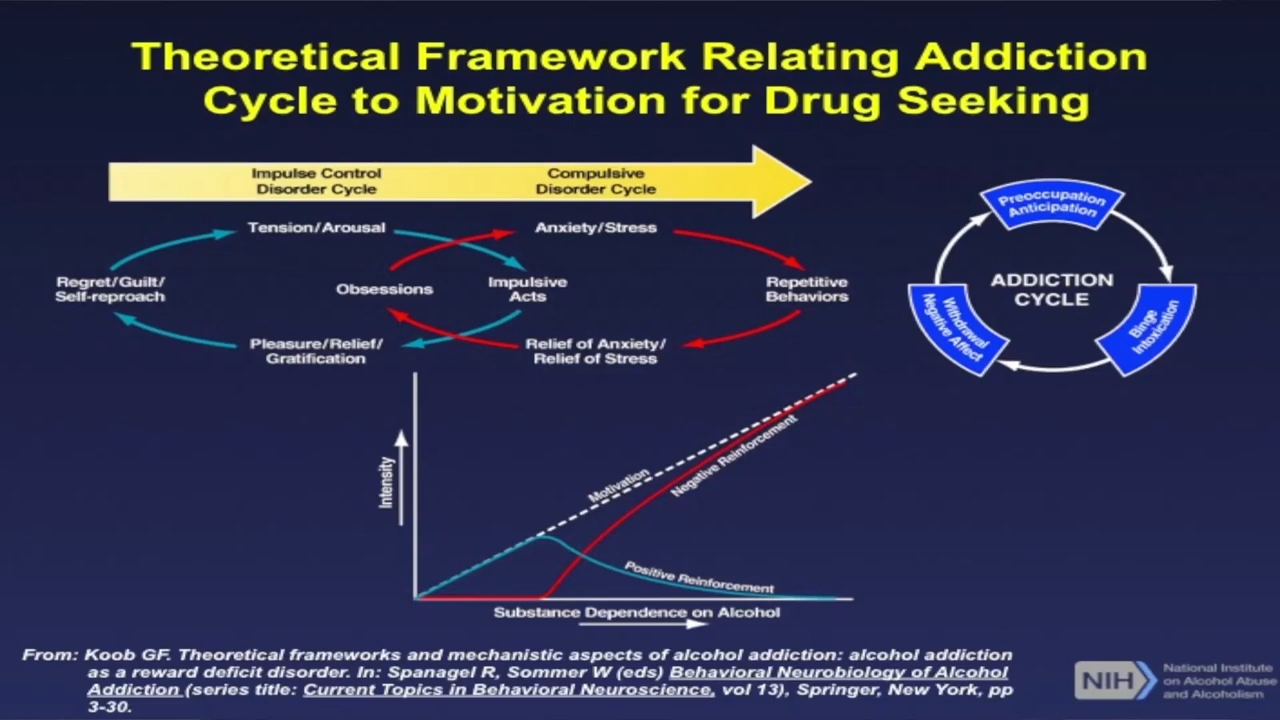 Theoretical Framework Relating Addiction
Cycle to Motivation for Drug Seeking
Impulse Control
Disorder Cycle
Compulsive
Disorder Cycle
Tension/Arousal
Anxiety/Stress
Regret/Guilt/
Self-reproach
Obsessions
Impulsive
Acts
Repetitive
Behaviors
Pleasure/Relief/
Gratification
Relief of Anxiety/
Relief of Stress
Preoccupation
Anticipation
ADDICTION
CYCLE
Binge
Intoxication
Withdrawal
Negative Affect
Intensity
Motivation
Negative Reinforcement
Positive Reinforcement
Substance Dependence on Alcohol
From: Koob GF. Theoretical frameworks and mechanistic aspects of alcohol addiction: alcohol addiction
as a reward deficit disorder. In: Spanagel R, Sommer W (eds) Behavioral Neurobiology of Alcohol
Addiction (series title: Current Topics in Behavioral Neuroscience, vol 13), Springer, New York, pp
3-30.
NIH
National Institute
on Alcohol Abuse
and Alcoholism